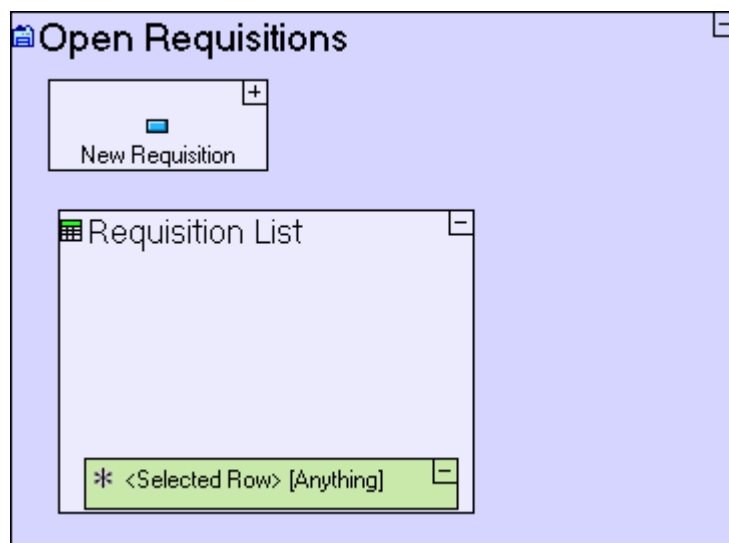 Open Requisitions
New Requisition
Requisition List
* <Selected Row> [Anything]